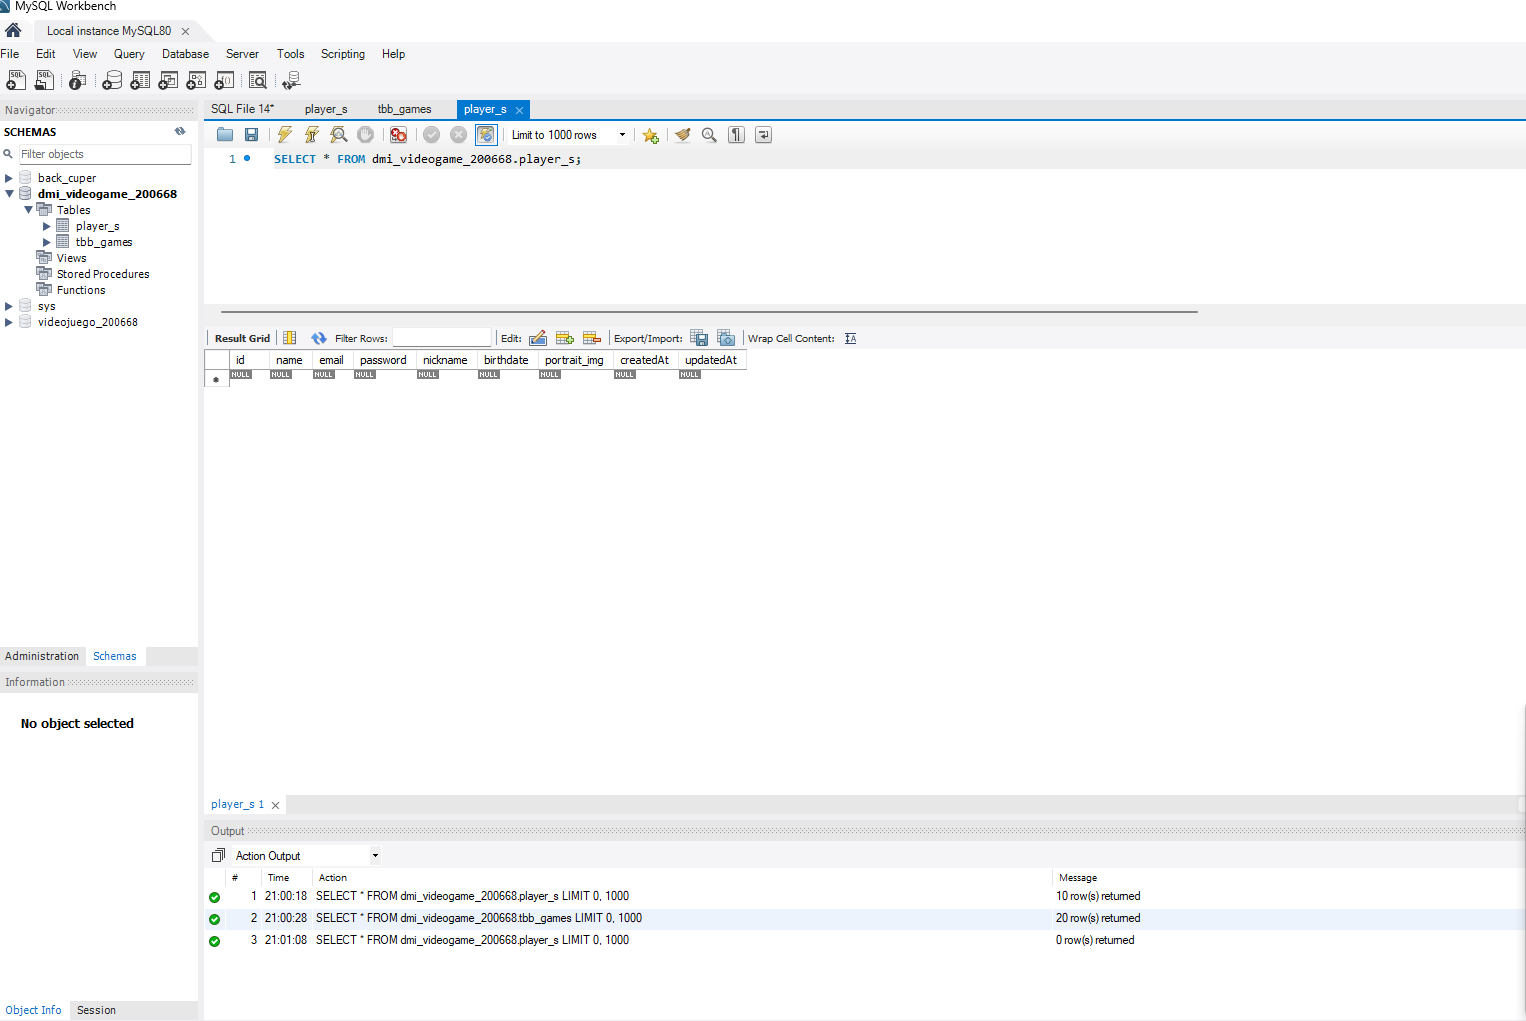 MySQL Workbench
Local instance MySQL80
File Edit View Query Database Server Tools Scripting Help
Navigator
SCHEMAS
Filter objects
back_cuper
dmi_videogame_200668
Tables
player_s
tbb_games
Views
Stored Procedures
Functions
sys
videojuego_200668
Administration Schemas
Information
No object selected
Object Info Session
SQL File 14* player_s tbb_games player_s
Limit to 1000 rows
1 SELECT * FROM dmi_videogame_200668.player_s;
Result Grid Filter Rows: Edit: Export/Import: Wrap Cell Content:
id name email password nickname birthdate portrait_img createdAt updatedAt
NULL NULL NULL NULL NULL NULL NULL NULL NULL
player_s 1
Output
Action Output
# Time Action Message
1 21:00:18 SELECT * FROM dmi_videogame_200668.player_s LIMIT 0, 1000 10 row(s) returned
2 21:00:28 SELECT * FROM dmi_videogame_200668.tbb_games LIMIT 0, 1000 20 row(s) returned
3 21:01:08 SELECT * FROM dmi_videogame_200668.player_s LIMIT 0, 1000 0 row(s) returned